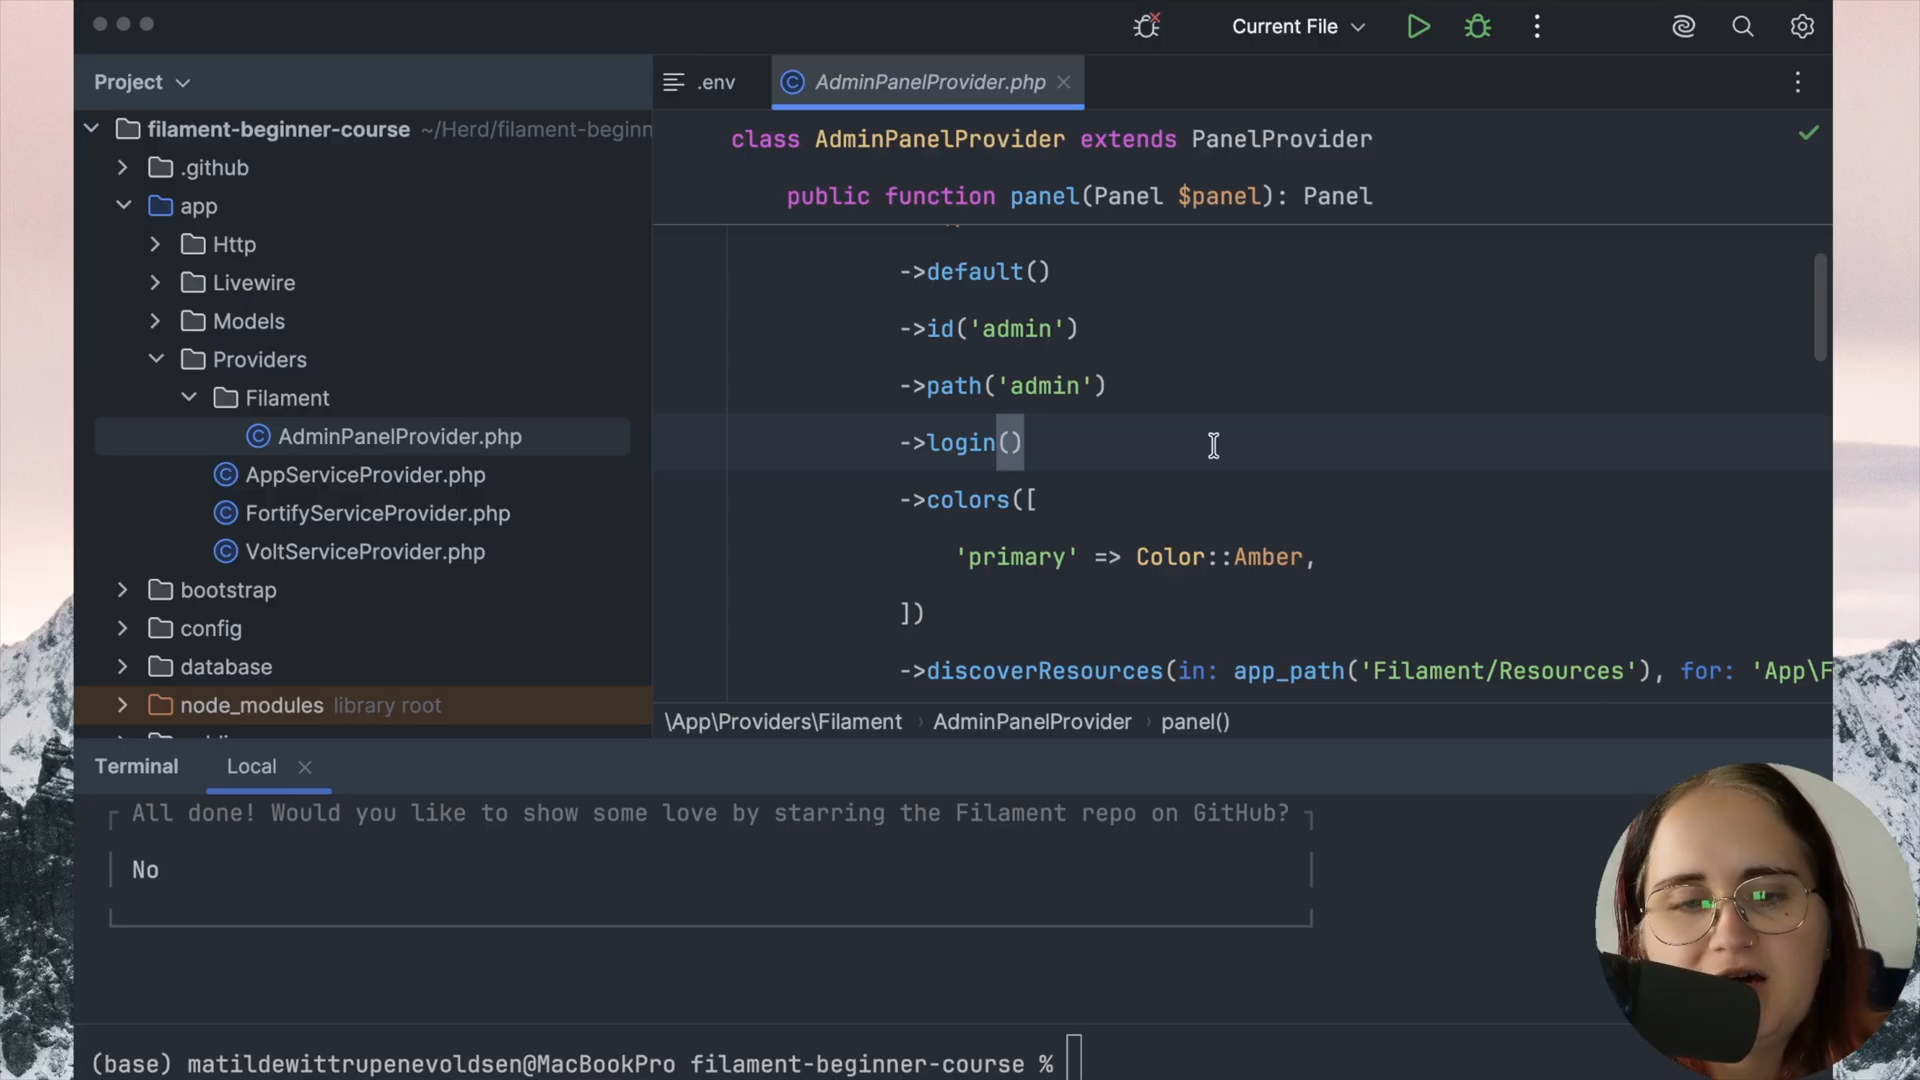 Current File
Project
.env
AdminPanelProvider.php
filament-beginner-course ~/Herd/filament-beginn
.github
app
Http
Livewire
Models
Providers
Filament
AdminPanelProvider.php
AppServiceProvider.php
FortifyServiceProvider.php
VoltServiceProvider.php
bootstrap
config
database
node_modules library root
class AdminPanelProvider extends PanelProvider
public function panel(Panel $panel): Panel
->default()
->id('admin')
->path('admin')
->login()
->colors([
'primary' => Color::Amber,
])
->discoverResources(in: app_path('Filament/Resources'), for: 'App\F
\App\Providers\Filament › AdminPanelProvider › panel()
Terminal
Local
All done! Would you like to show some love by starring the Filament repo on GitHub?
No
(base) matildewittrupenevoldsen@MacBookPro filament-beginner-course %